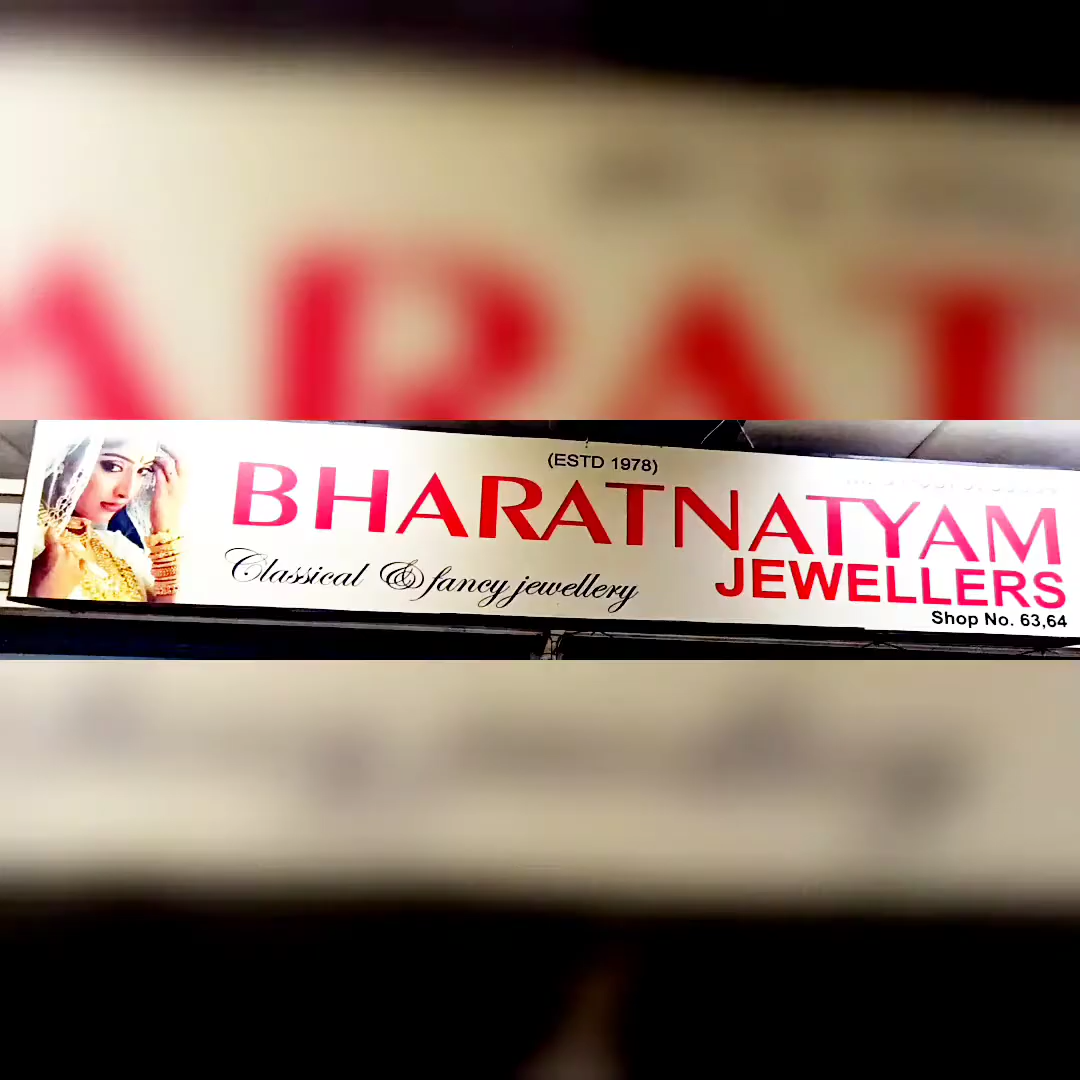 (ESTD 1978)
BHARATNATYAM
JEWELLERS
Classical & fancy jewellery
Shop No. 63,64